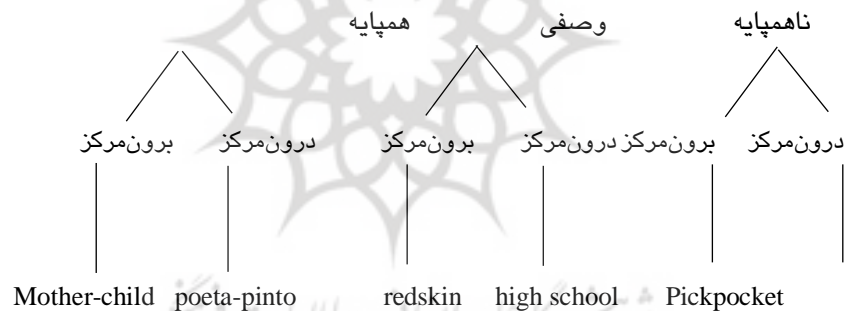 ناهمپایه وصفی همپایه
درون‌مرکز برون‌مرکز درون‌مرکز برون‌مرکز درون‌مرکز برون‌مرکز
Mother-child poeta-pinto redskin high school Pickpocket